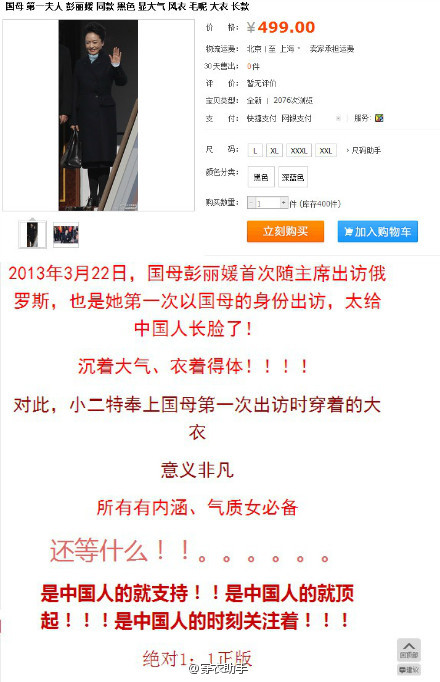 国母 第一夫人 彭丽媛 同款 黑色 显大气 风衣 毛呢 大衣 长款
价 格： ¥499.00
物流运费： 北京 | 至 上海 卖家承担运费
30天售出： 0件
评 价： 暂无评价
宝贝类型： 全新 | 2076次浏览
支 付： 快捷支付 网银支付 服务:
尺 码： L XL XXXL XXL 尺码助手
颜色分类： 黑色 深蓝色
购买数量： - 1 + 件 (库存400件)
立刻购买 加入购物车
2013年3月22日，国母彭丽媛首次随主席出访俄
罗斯，也是她第一次以国母的身份出访，太给
中国人长脸了！
沉着大气、衣着得体！！！！
对此，小二特奉上国母第一次出访时穿着的大
衣
意义非凡
所有有内涵、气质女必备
还等什么！！。。。。。。
是中国人的就支持！！是中国人的就顶
起！！！是中国人的时刻关注着！！！
绝对1：1正版
回顶部
建议
@穿衣助手